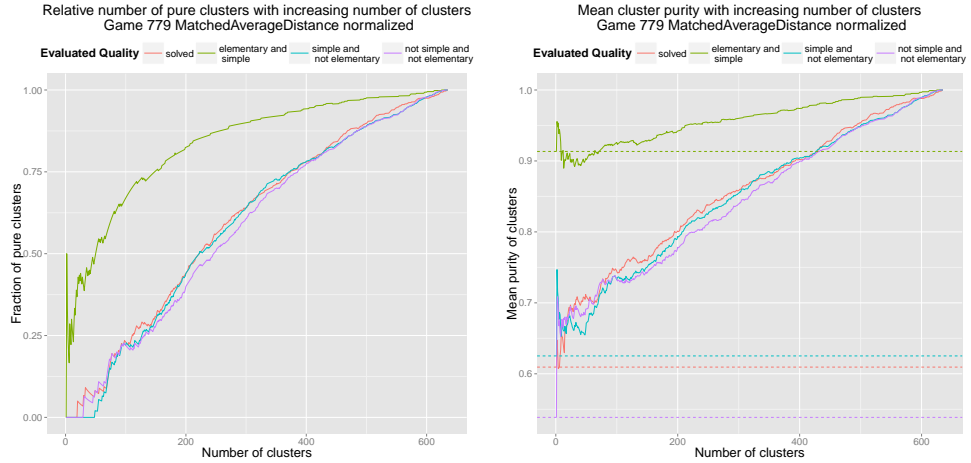 Relative number of pure clusters with increasing number of clusters
Game 779 MatchedAverageDistance normalized
Evaluated Quality solved elementary and simple simple and not elementary not simple and not elementary
Fraction of pure clusters
1.00
0.75
0.50
0.25
0.00
0 200 400 600
Number of clusters
Mean cluster purity with increasing number of clusters
Game 779 MatchedAverageDistance normalized
Evaluated Quality solved elementary and simple simple and not elementary not simple and not elementary
Mean purity of clusters
1.0
0.9
0.8
0.7
0.6
0 200 400 600
Number of clusters